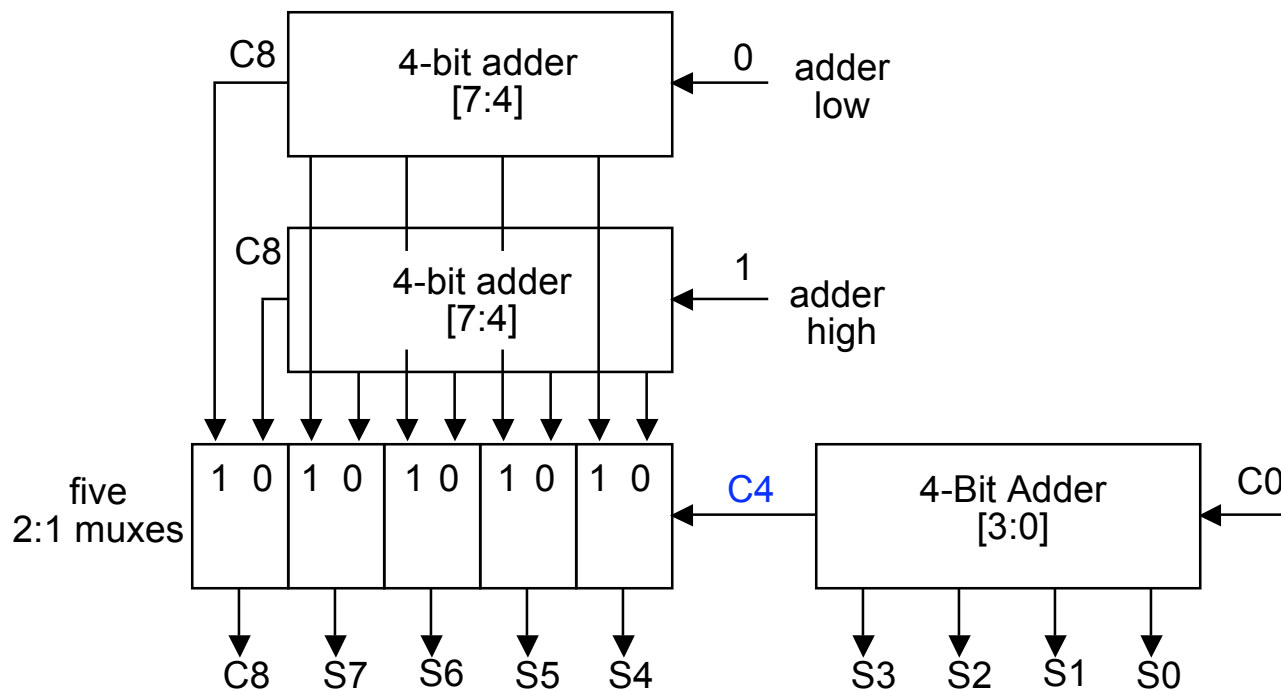 C8
4-bit adder
[7:4]
0
adder
low
C8
4-bit adder
[7:4]
1
adder
high
five
2:1 muxes
1 0 1 0 1 0 1 0 1 0
C4
4-Bit Adder
[3:0]
C0
C8 S7 S6 S5 S4 S3 S2 S1 S0